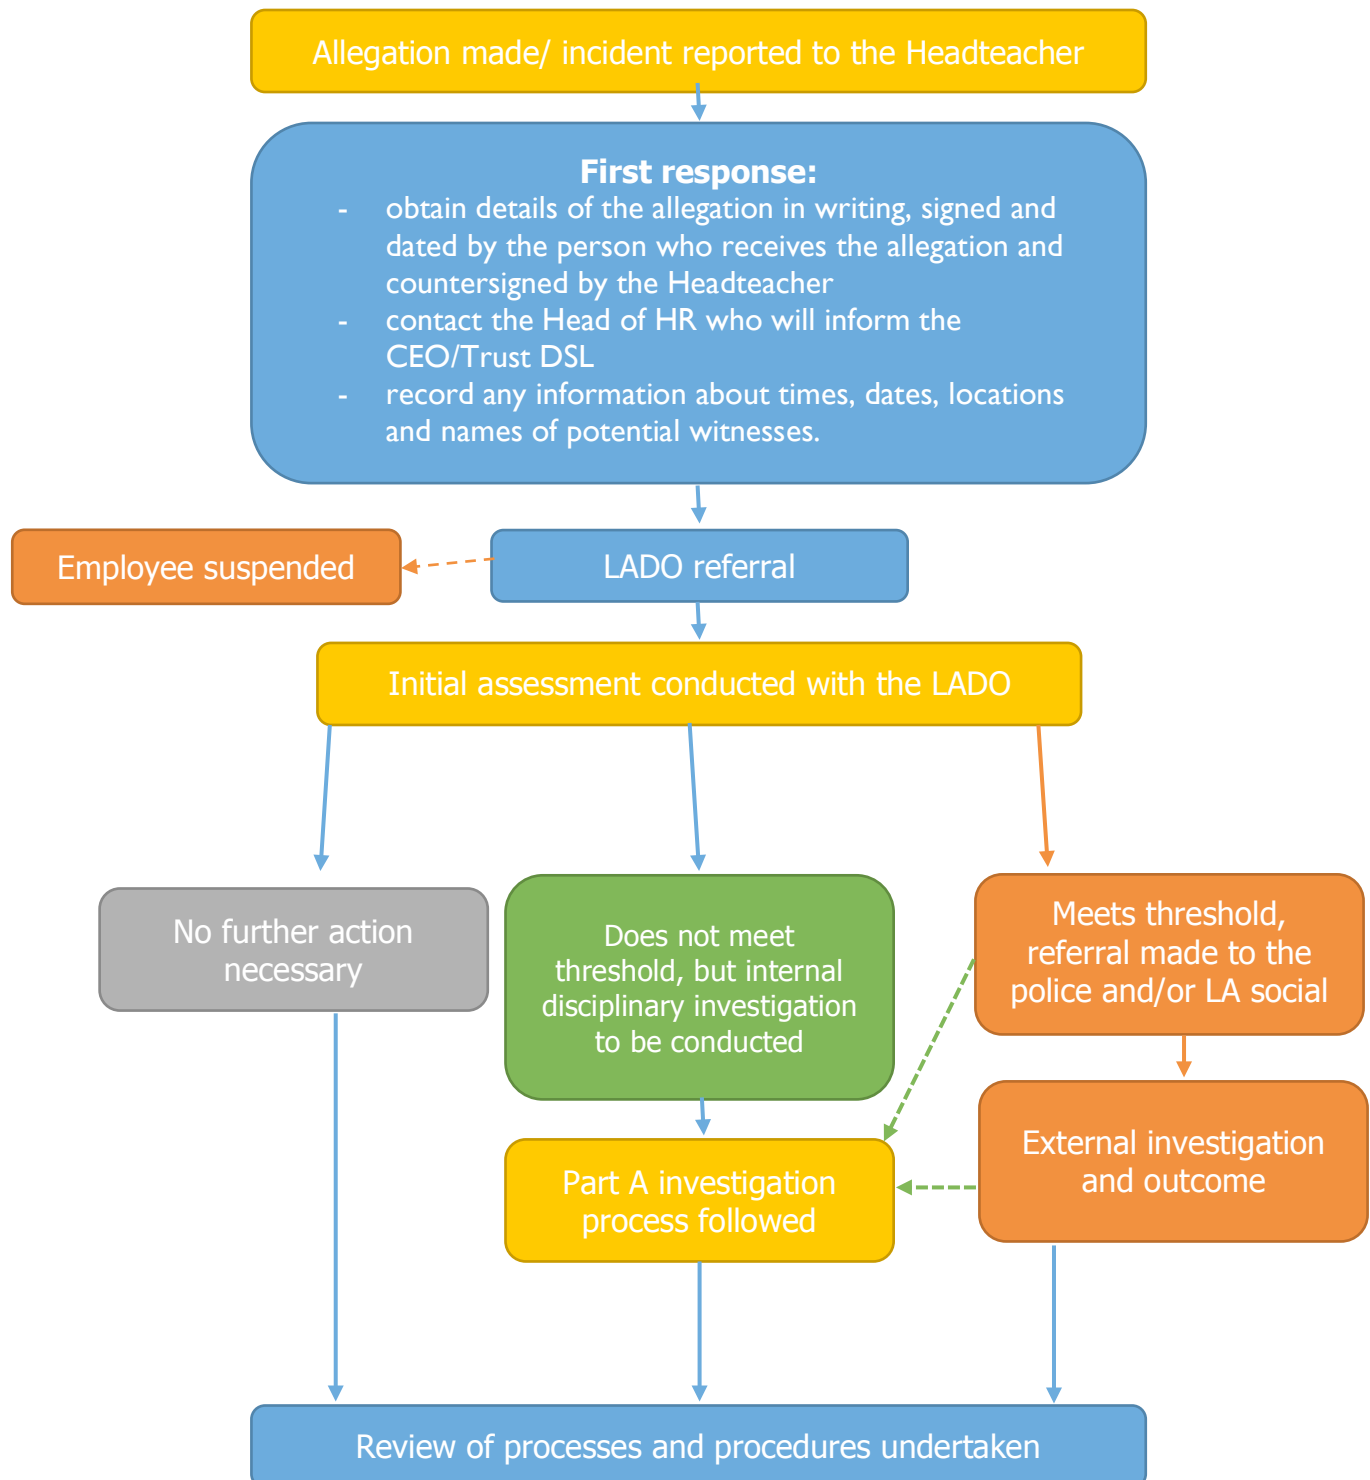 Allegation made/ incident reported to the Headteacher
First response:
- obtain details of the allegation in writing, signed and
dated by the person who receives the allegation and
countersigned by the Headteacher
- contact the Head of HR who will inform the
CEO/Trust DSL
- record any information about times, dates, locations
and names of potential witnesses.
Employee suspended
LADO referral
Initial assessment conducted with the LADO
No further action
necessary
Does not meet
threshold, but internal
disciplinary investigation
to be conducted
Meets threshold,
referral made to the
police and/or LA social
Part A investigation
process followed
External investigation
and outcome
Review of processes and procedures undertaken